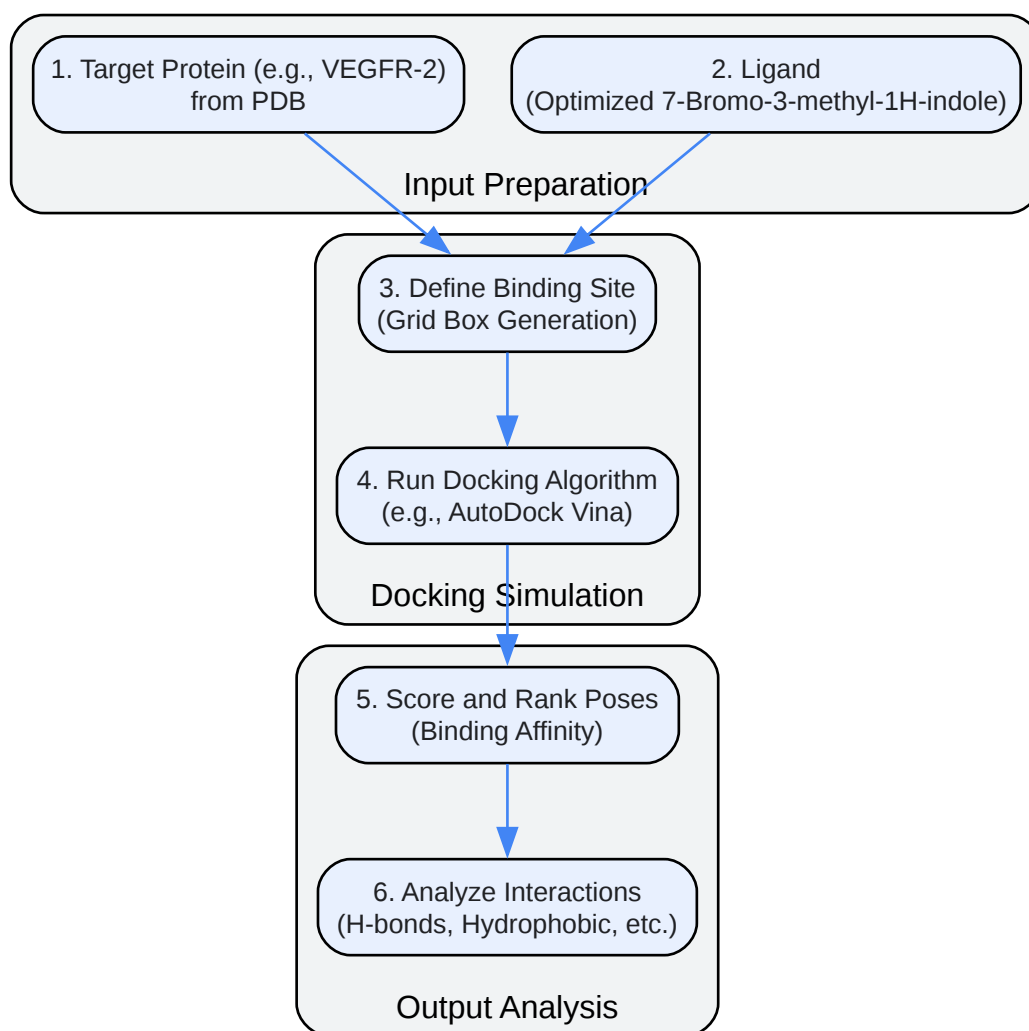 1. Target Protein (e.g., VEGFR-2)
from PDB
2. Ligand
(Optimized 7-Bromo-3-methyl-1H-indole)
Input Preparation
3. Define Binding Site
(Grid Box Generation)
4. Run Docking Algorithm
(e.g., AutoDock Vina)
Docking Simulation
5. Score and Rank Poses
(Binding Affinity)
6. Analyze Interactions
(H-bonds, Hydrophobic, etc.)
Output Analysis